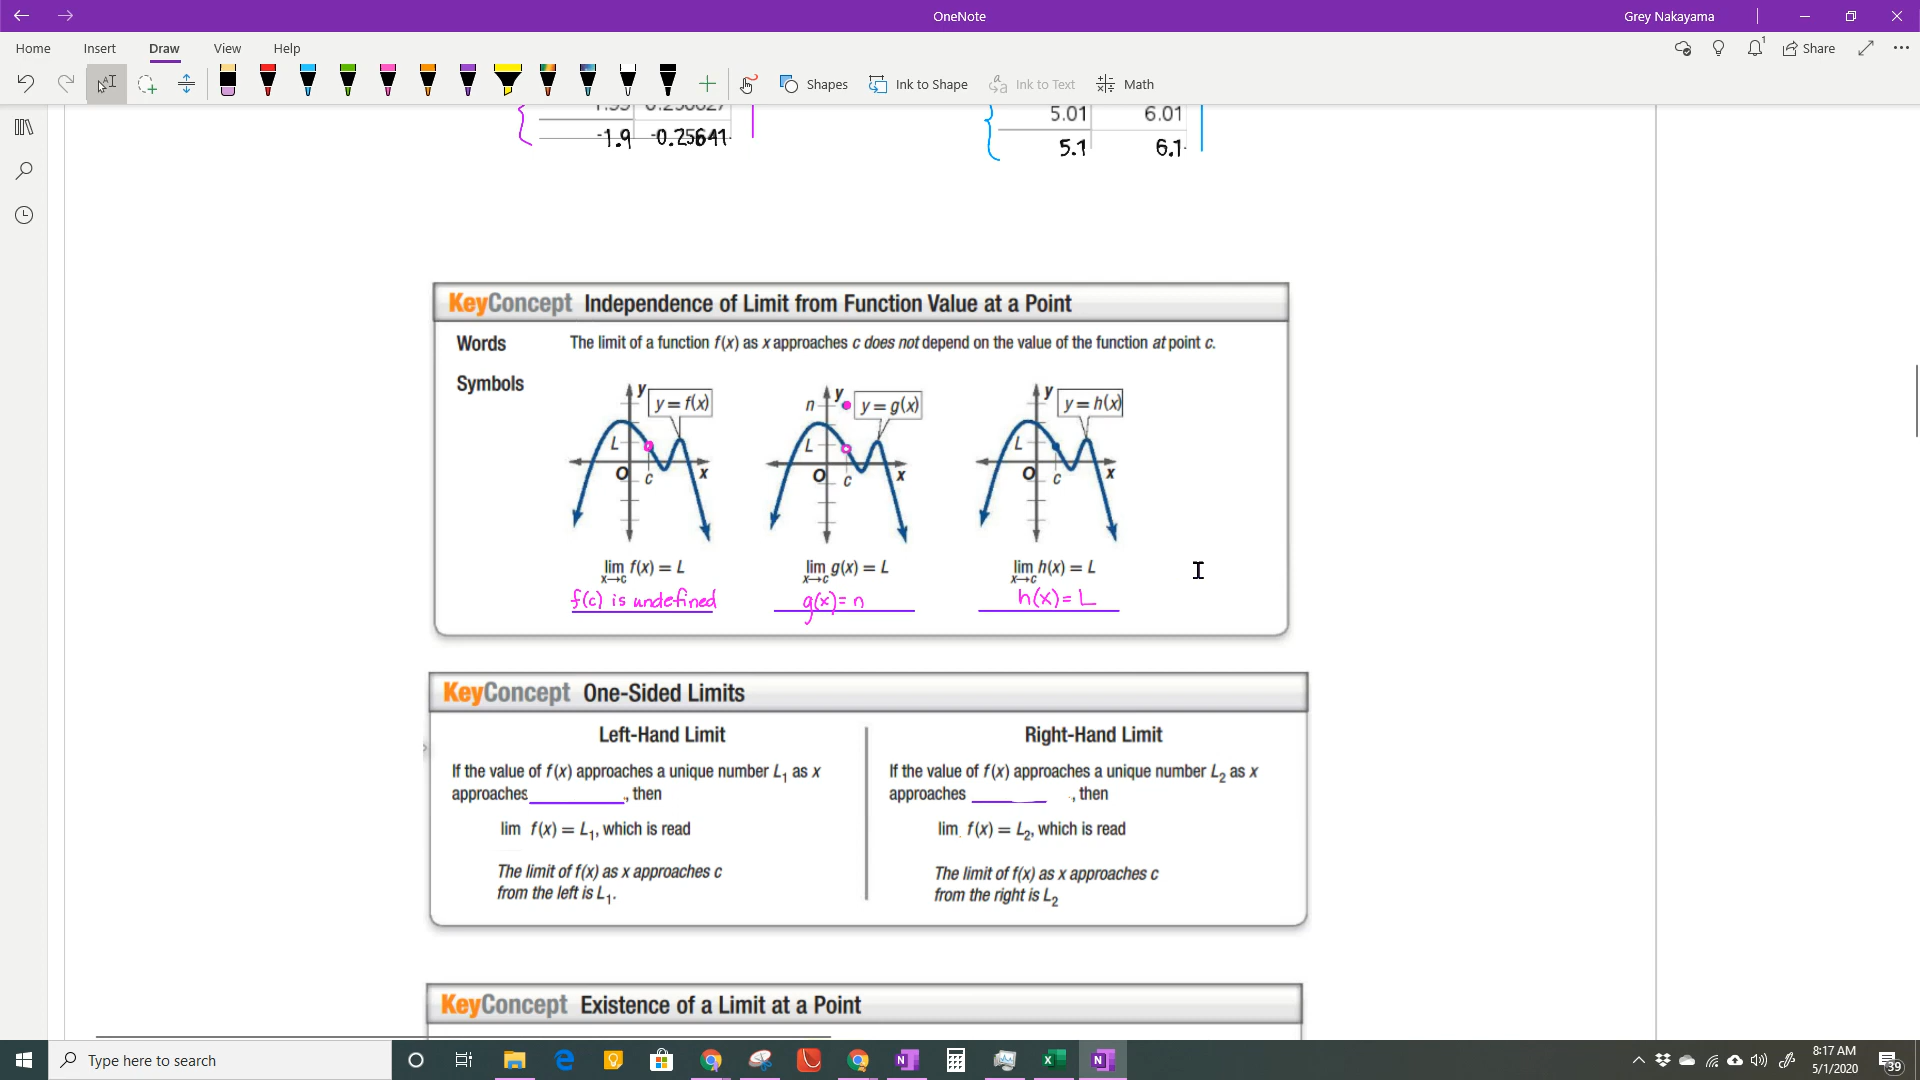 OneNote
Grey Nakayama
Home Insert Draw View Help
Share
Shapes
Ink to Shape
Ink to Text
Math
-1.9 -0.25641
5.01 6.01
5.1 6.1
KeyConcept Independence of Limit from Function Value at a Point
Words The limit of a function f(x) as x approaches c does not depend on the value of the function at point c.
Symbols
y y = f(x) L O c x
n y y = g(x) L O c x
y y = h(x) L O c x
lim x→c f(x) = L
lim x→c g(x) = L
lim x→c h(x) = L
f(c) is undefined
g(x) = n
h(x) = L
KeyConcept One-Sided Limits
Left-Hand Limit
If the value of f(x) approaches a unique number L₁ as x
approaches , then
lim f(x) = L₁, which is read
The limit of f(x) as x approaches c
from the left is L₁.
Right-Hand Limit
If the value of f(x) approaches a unique number L₂ as x
approaches , then
lim f(x) = L₂, which is read
The limit of f(x) as x approaches c
from the right is L₂
KeyConcept Existence of a Limit at a Point
Type here to search
8:17 AM
5/1/2020
39